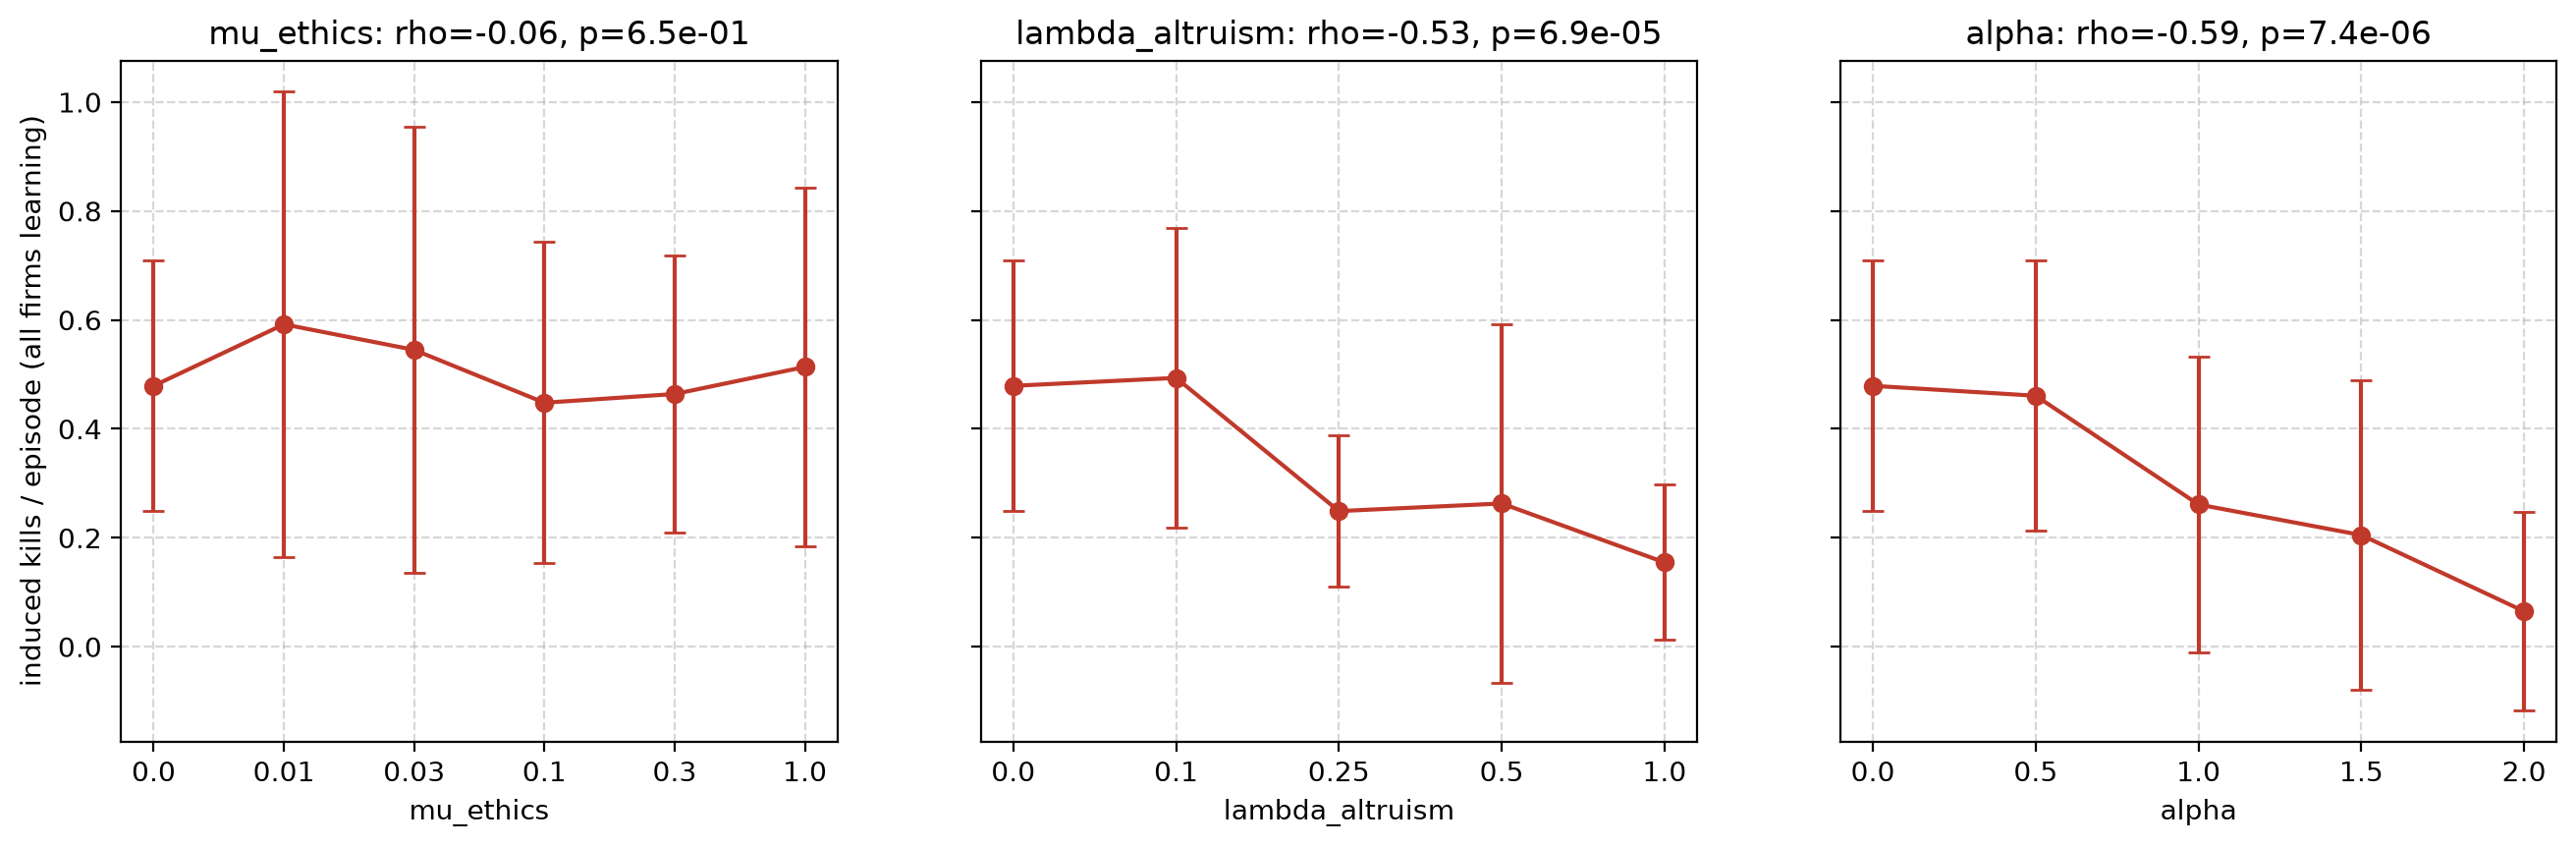 mu_ethics: rho=-0.06, p=6.5e-01
lambda_altruism: rho=-0.53, p=6.9e-05
alpha: rho=-0.59, p=7.4e-06
induced kills / episode (all firms learning)
1.0
0.8
0.6
0.4
0.2
0.0
0.0 0.01 0.03 0.1 0.3 1.0
mu_ethics
0.0 0.1 0.25 0.5 1.0
lambda_altruism
0.0 0.5 1.0 1.5 2.0
alpha